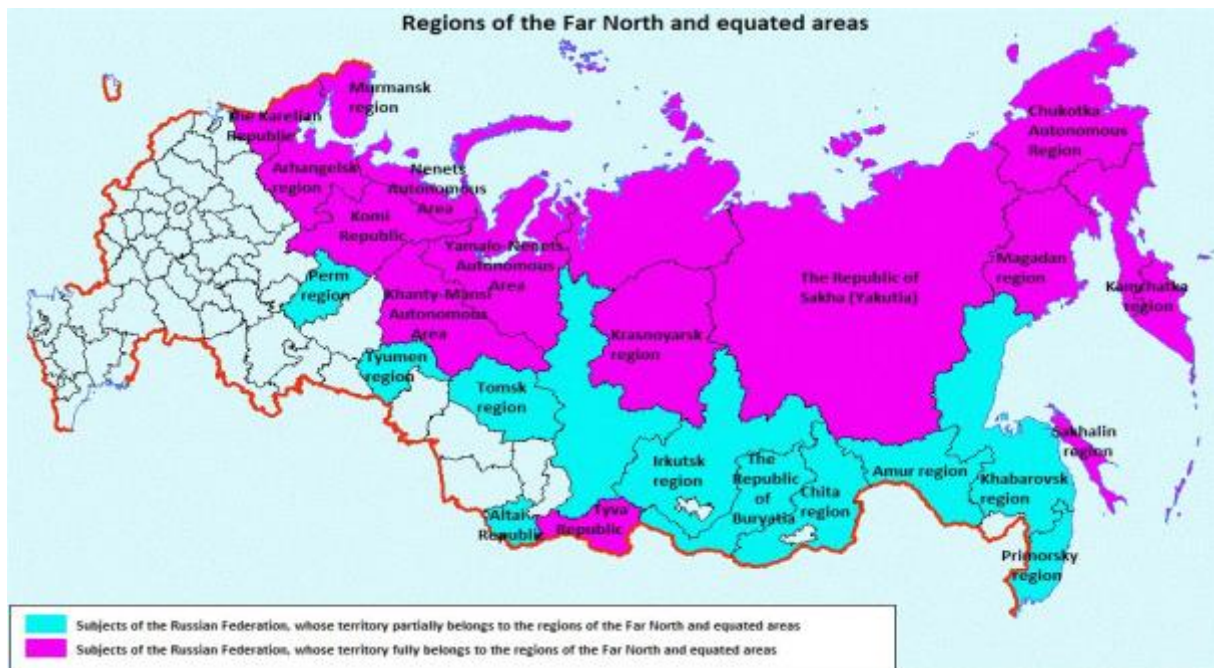 Regions of the Far North and equated areas
Murmansk
region
The Karelian
Republic
Arhangelsk
region
Nenets
Autonomous
Area
Komi
Republic
Yamalo-Nenets
Autonomous
Area
Khanty-Mansi
Autonomous
Area
Perm
region
Tyumen
region
Tomsk
region
Krasnoyarsk
region
The Republic of
Sakha (Yakutia)
Chukotka
Autonomous
Region
Magadan
region
Kamchatka
region
Sakhalin
region
Irkutsk
region
The
Republic
of
Buryatia
Chita
region
Amur region
Khabarovsk
region
Primorsky
region
Altai
Republic
Tyva
Republic
Subjects of the Russian Federation, whose territory partially belongs to the regions of the Far North and equated areas
Subjects of the Russian Federation, whose territory fully belongs to the regions of the Far North and equated areas